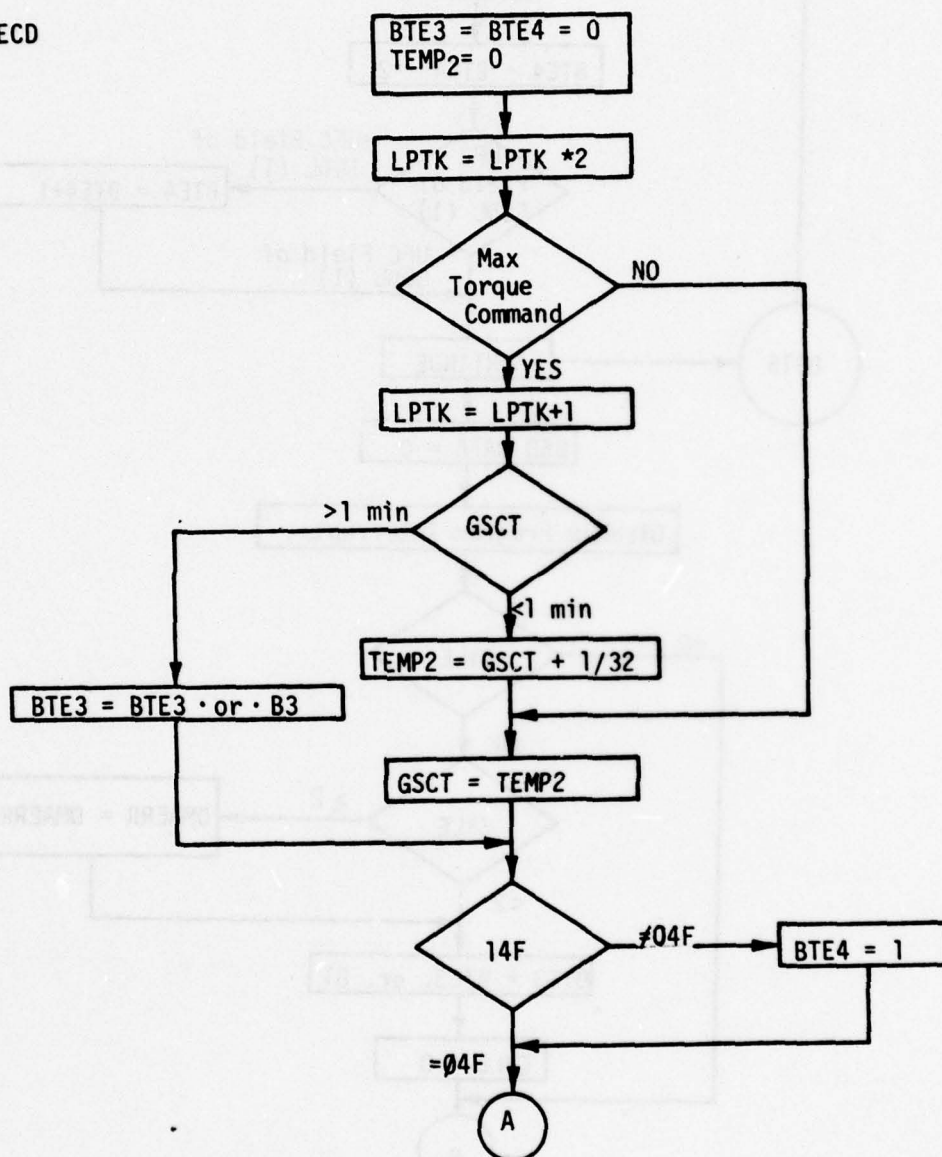 ECD
BTE3 = BTE4 = 0
TEMP2= 0
LPTK = LPTK *2
Max
Torque
Command
NO
YES
LPTK = LPTK+1
>1 min
GSCT
<1 min
TEMP2 = GSCT + 1/32
BTE3 = BTE3 · or · B3
GSCT = TEMP2
14F
≠04F
BTE4 = 1
=Ø4F
A